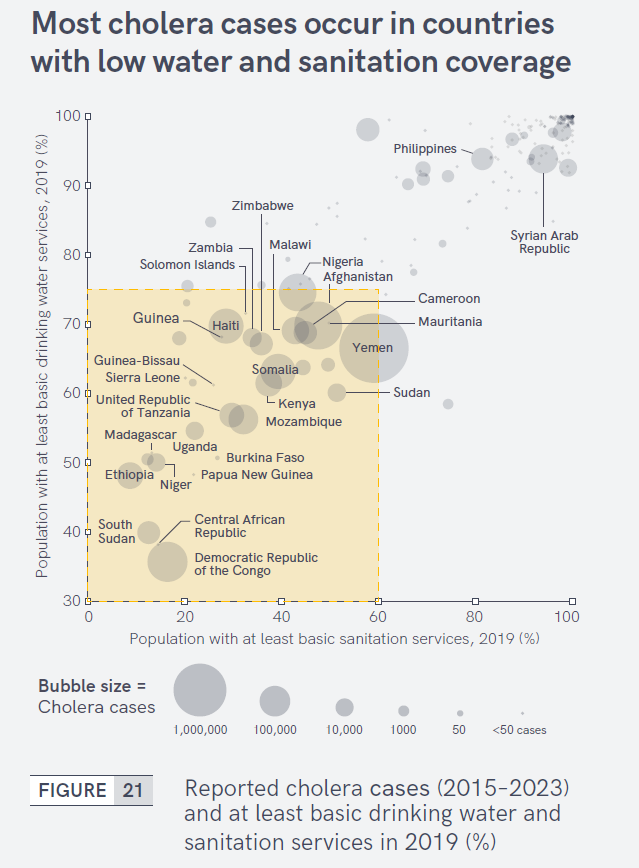 Most cholera cases occur in countries
with low water and sanitation coverage
Population with at least basic drinking water services, 2019 (%)
100
90
80
70
60
50
40
30
Philippines
Syrian Arab
Republic
Zimbabwe
Zambia
Malawi
Solomon Islands
Nigeria
Afghanistan
Cameroon
Guinea
Haiti
Mauritania
Yemen
Guinea-Bissau
Somalia
Sierra Leone
Sudan
United Republic
of Tanzania
Kenya
Mozambique
Madagascar
Uganda
Burkina Faso
Ethiopia
Niger
Papua New Guinea
South
Sudan
Central African
Republic
Democratic Republic
of the Congo
0
20
40
60
80
100
Population with at least basic sanitation services, 2019 (%)
Bubble size =
Cholera cases
1,000,000
100,000
10,000
1000
50
<50 cases
FIGURE 21
Reported cholera cases (2015–2023)
and at least basic drinking water and
sanitation services in 2019 (%)